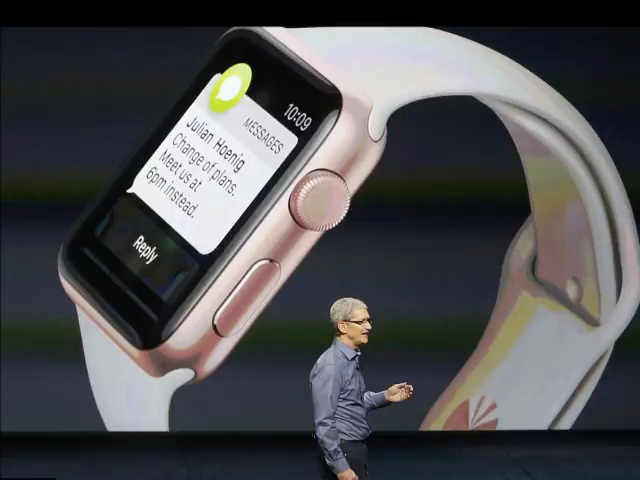 10:09
MESSAGES
Julian Hoenig
Change of plans.
Meet us at
6pm instead.
Reply